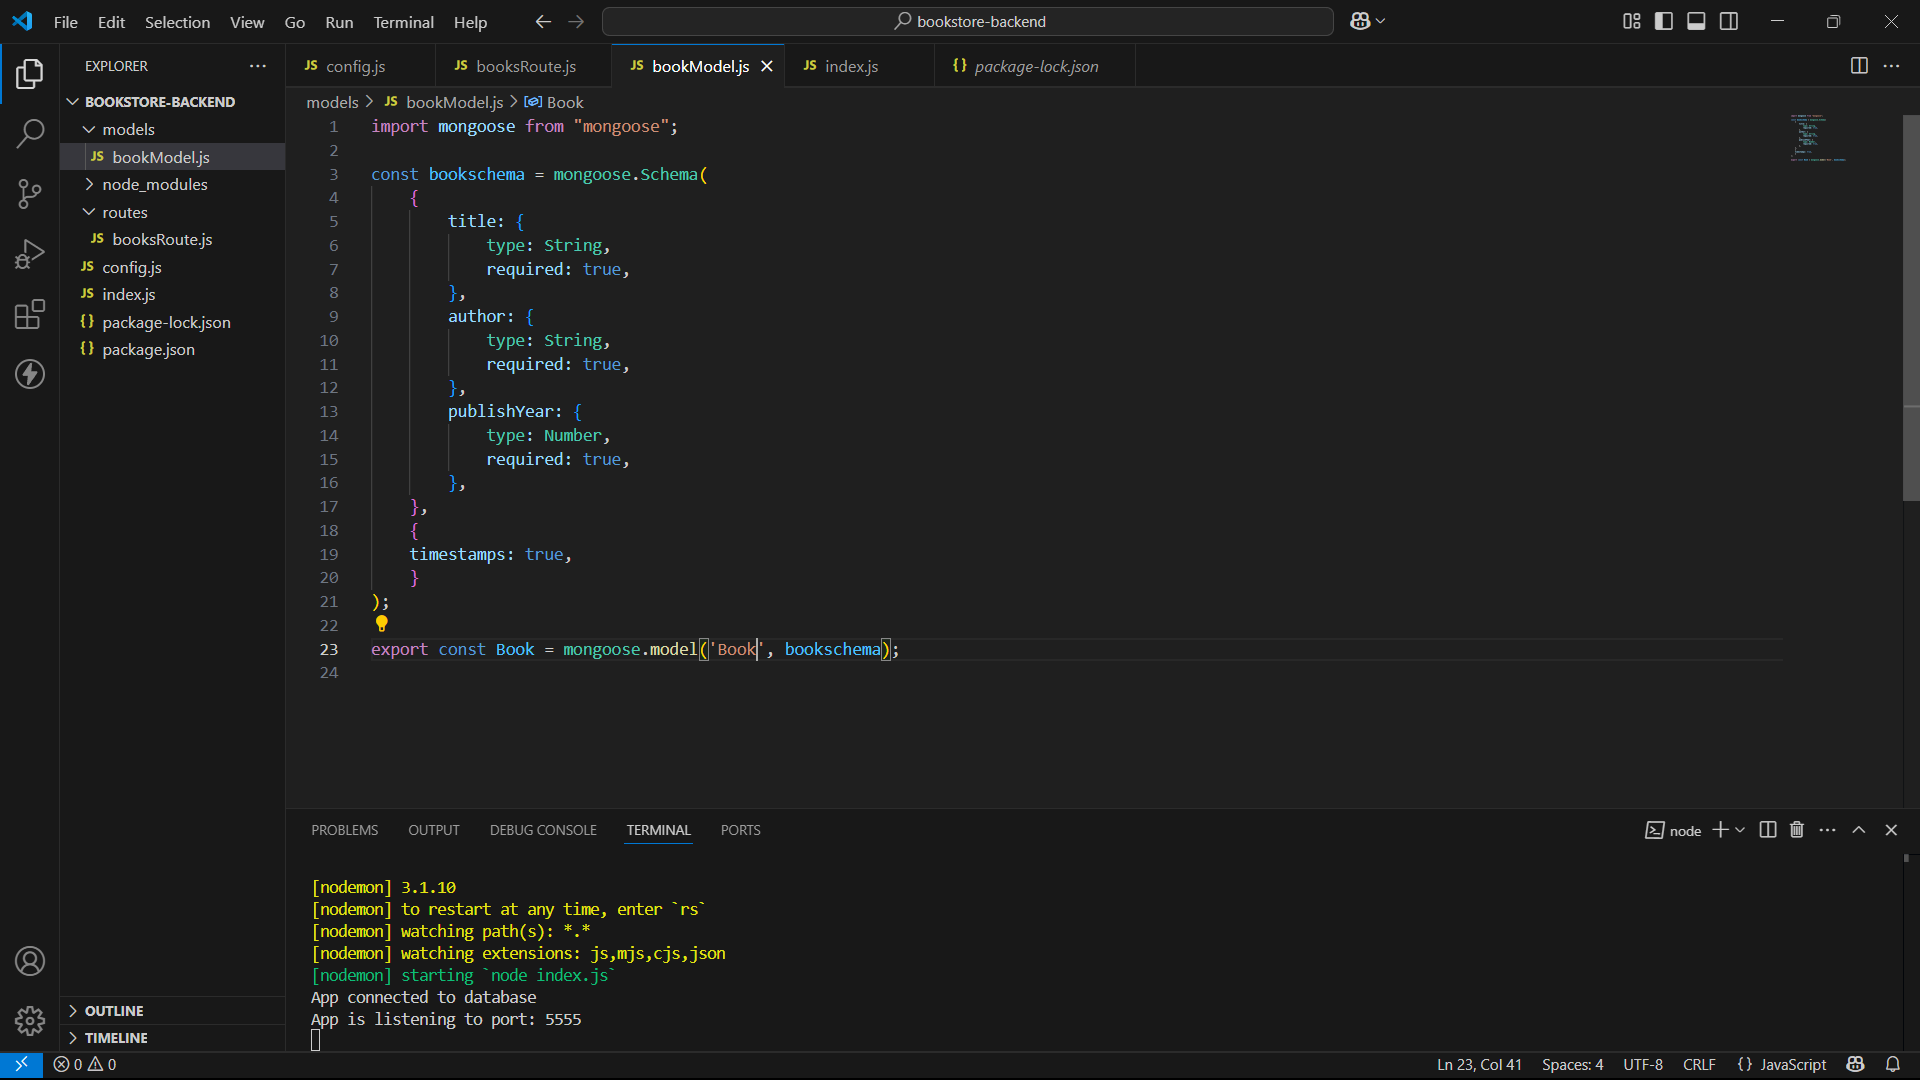 File Edit Selection View Go Run Terminal Help
bookstore-backend
EXPLORER
BOOKSTORE-BACKEND
models
JS bookModel.js
node_modules
routes
JS booksRoute.js
JS config.js
JS index.js
{} package-lock.json
{} package.json
OUTLINE
TIMELINE
JS config.js JS booksRoute.js JS bookModel.js JS index.js {} package-lock.json
models > JS bookModel.js > Book
1 import mongoose from "mongoose";
2
3 const bookschema = mongoose.Schema(
4 {
5 title: {
6 type: String,
7 required: true,
8 },
9 author: {
10 type: String,
11 required: true,
12 },
13 publishYear: {
14 type: Number,
15 required: true,
16 },
17 },
18 {
19 timestamps: true,
20 }
21 );
22
23 export const Book = mongoose.model('Book', bookschema);
24
PROBLEMS OUTPUT DEBUG CONSOLE TERMINAL PORTS
node
[nodemon] 3.1.10
[nodemon] to restart at any time, enter `rs`
[nodemon] watching path(s): *.*
[nodemon] watching extensions: js,mjs,cjs,json
[nodemon] starting `node index.js`
App connected to database
App is listening to port: 5555
0 0
Ln 23, Col 41 Spaces: 4 UTF-8 CRLF {} JavaScript